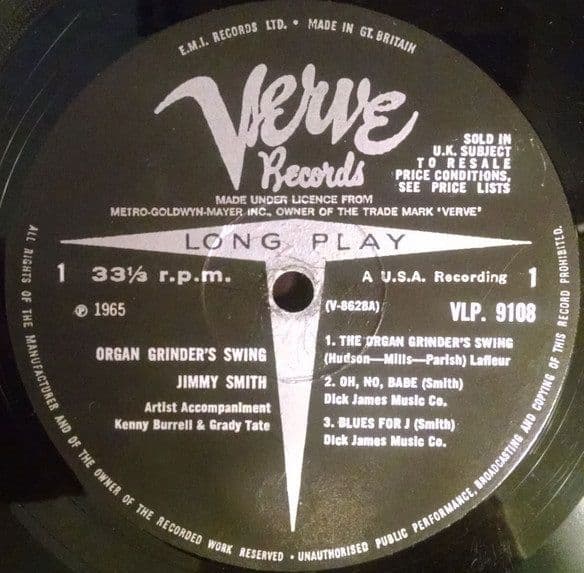 E.M.I. RECORDS LTD. • MADE IN GT. BRITAIN
Verve
Records
SOLD IN
U.K. SUBJECT
TO RESALE
PRICE CONDITIONS,
SEE PRICE LISTS
MADE UNDER LICENCE FROM
METRO-GOLDWYN-MAYER INC., OWNER OF THE TRADE MARK 'VERVE'
LONG PLAY
1 33⅓ r.p.m. A U.S.A. Recording 1
℗ 1965 (V-8628A) VLP. 9108
ORGAN GRINDER'S SWING
JIMMY SMITH
Artist Accompaniment
Kenny Burrell & Grady Tate
1. THE ORGAN GRINDER'S SWING
(Hudson—Mills—Parish) Lafleur
2. OH, NO, BABE (Smith)
Dick James Music Co.
3. BLUES FOR J (Smith)
Dick James Music Co.
ALL RIGHTS OF THE MANUFACTURER AND OF THE OWNER OF THE RECORDED WORK RESERVED • UNAUTHORISED PUBLIC PERFORMANCE, BROADCASTING AND COPYING OF THIS RECORD PROHIBITED.